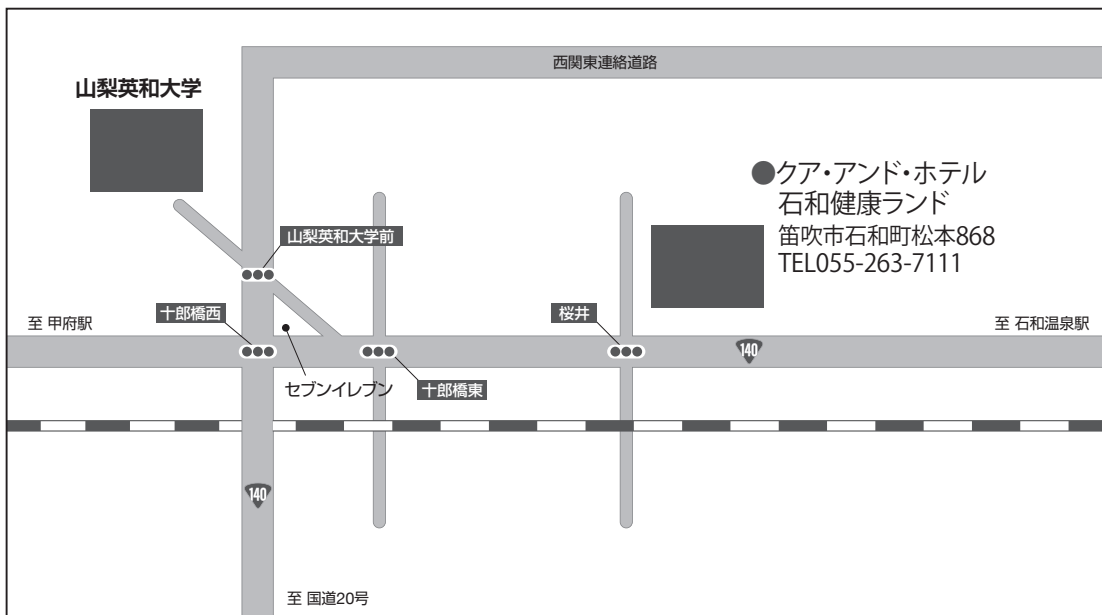 西関東連絡道路
山梨英和大学
●クア・アンド・ホテル
石和健康ランド
笛吹市石和町松本868
TEL055-263-7111
山梨英和大学前
十郎橋西
桜井
至 甲府駅
至 石和温泉駅
140
セブンイレブン
十郎橋東
140
至 国道20号